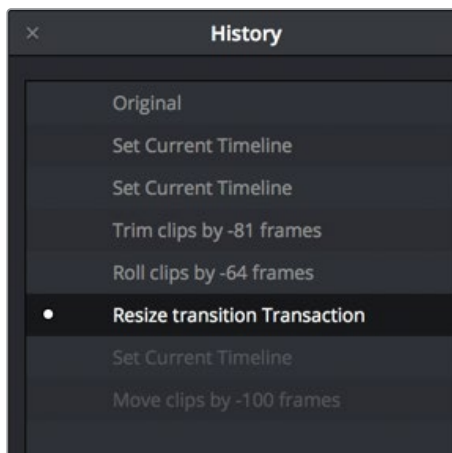 × History
Original
Set Current Timeline
Set Current Timeline
Trim clips by -81 frames
Roll clips by -64 frames
Resize transition Transaction
Set Current Timeline
Move clips by -100 frames